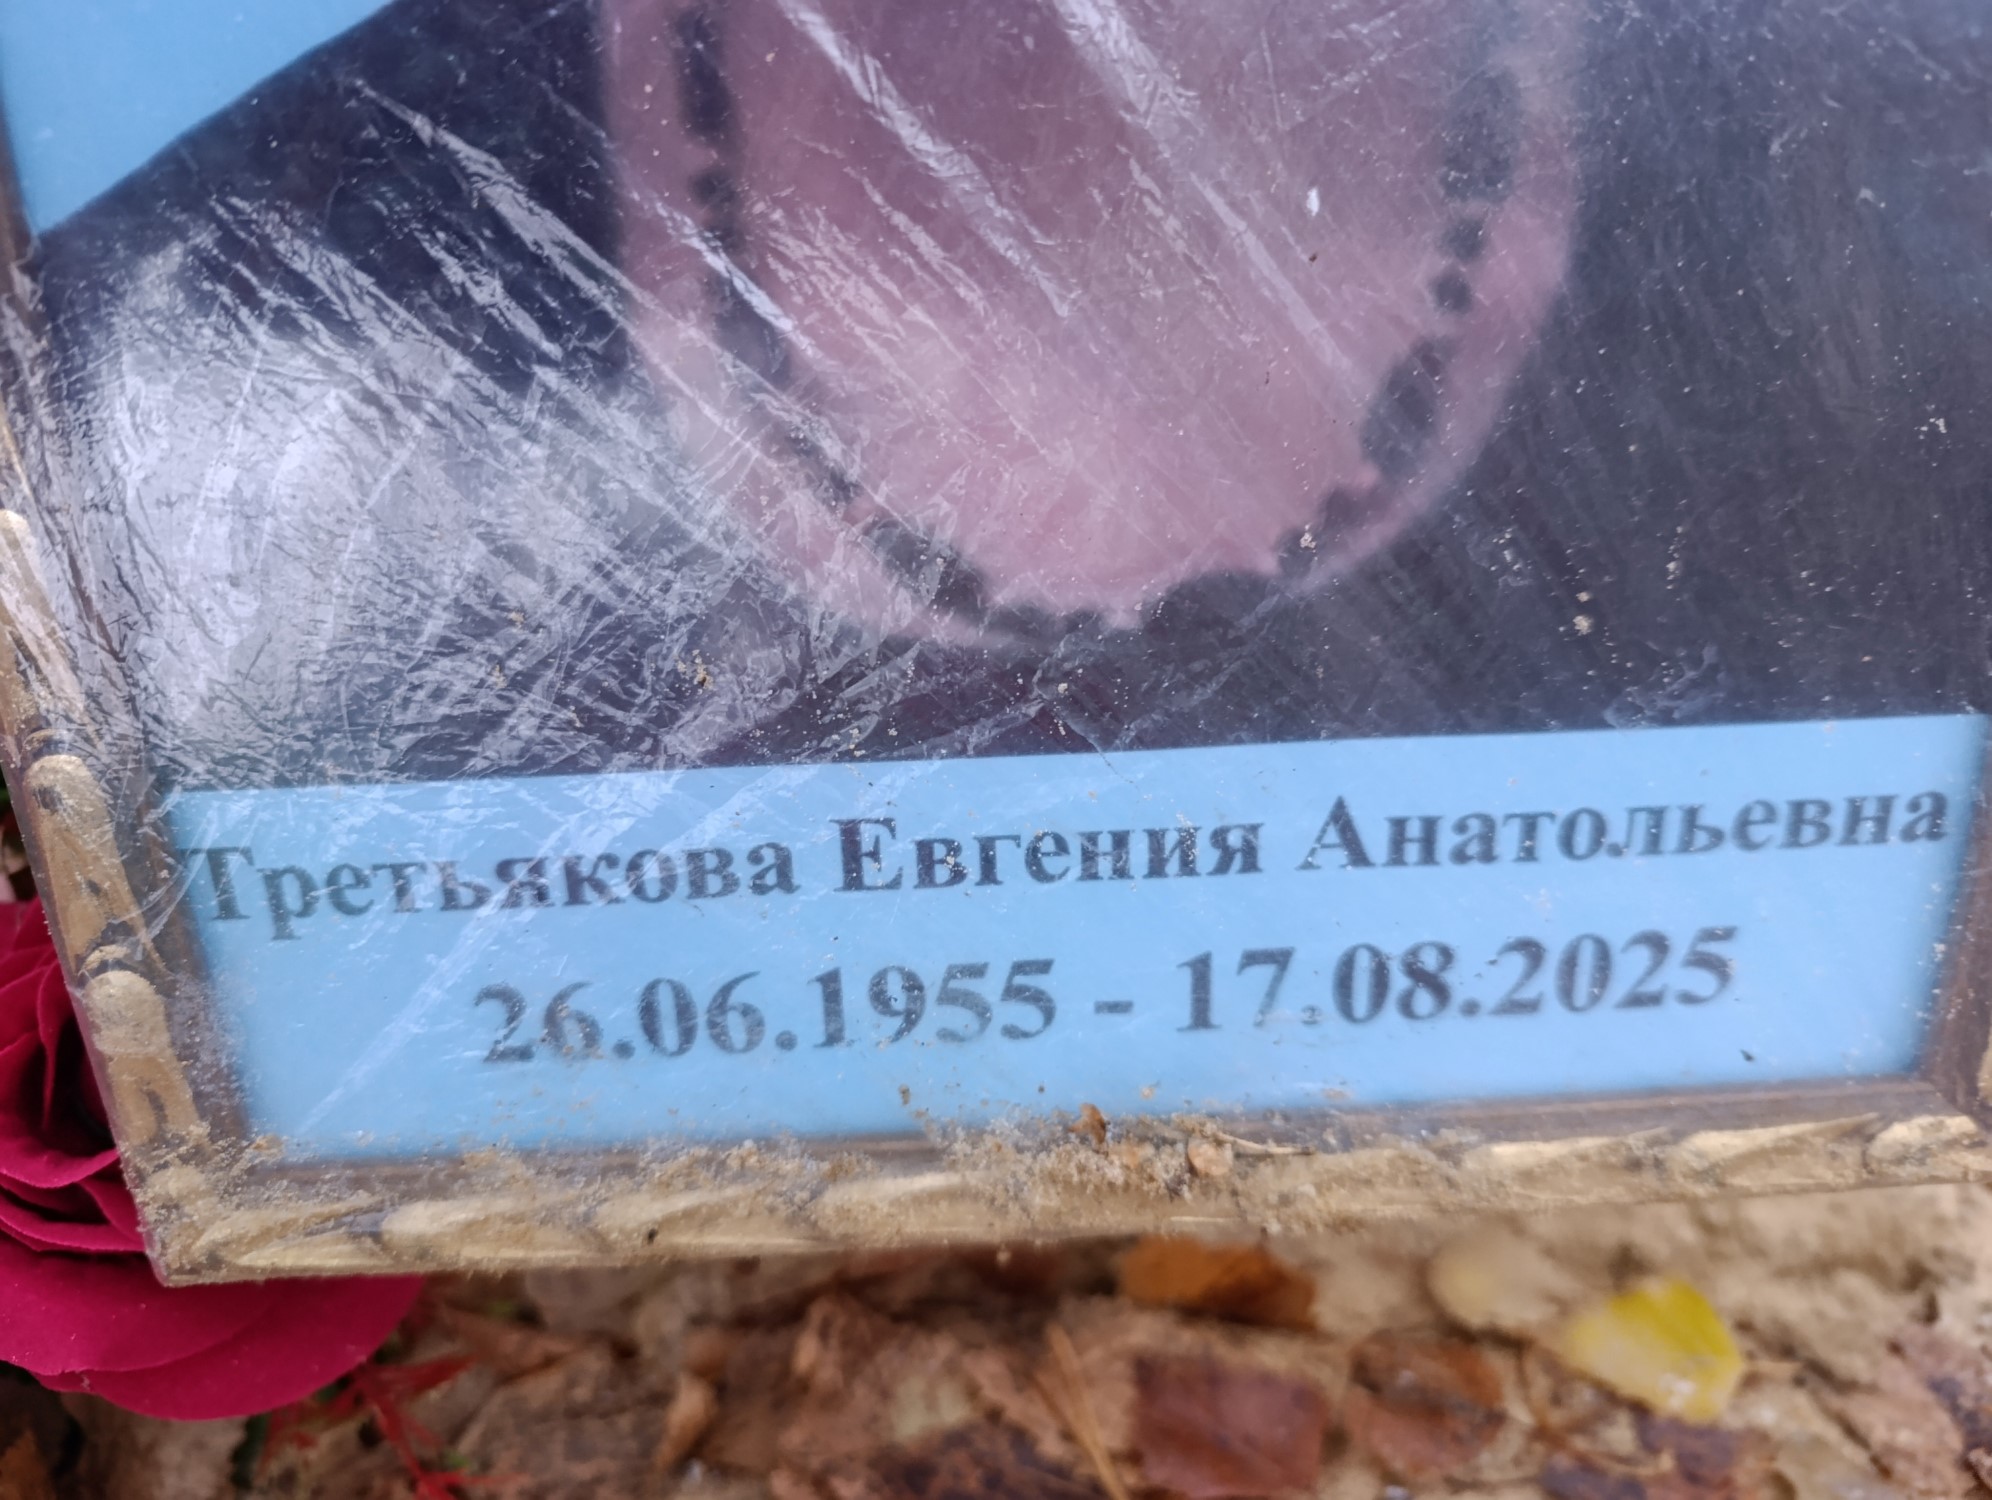 Третьякова Евгения Анатольевна
26.06.1955 - 17.08.2025